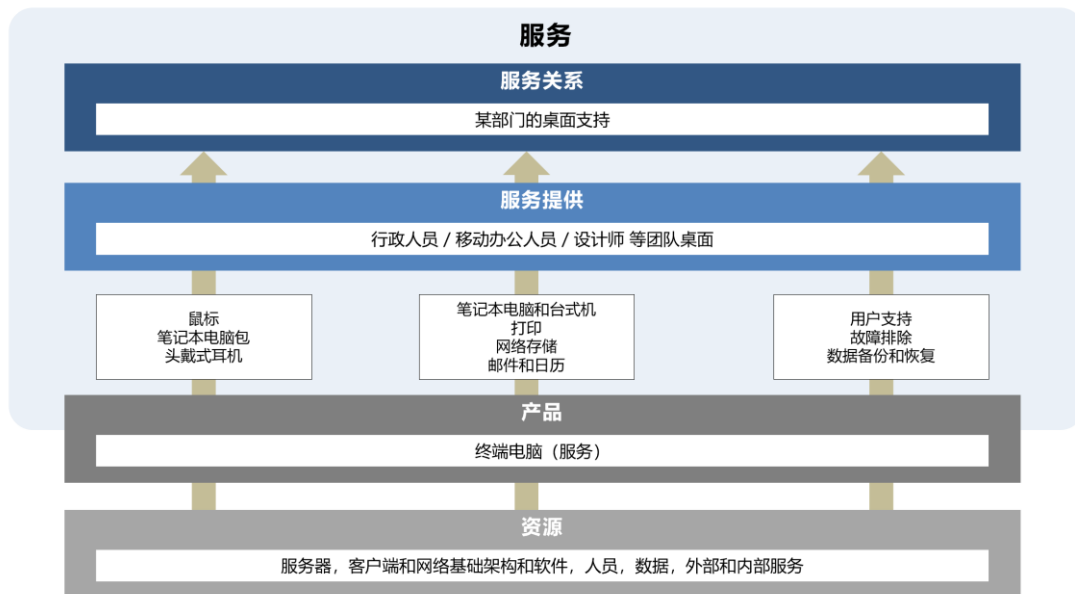 服务
服务关系
某部门的桌面支持
服务提供
行政人员 / 移动办公人员 / 设计师 等团队桌面
鼠标
笔记本电脑包
头戴式耳机
笔记本电脑和台式机
打印
网络存储
邮件和日历
用户支持
故障排除
数据备份和恢复
产品
终端电脑（服务）
资源
服务器，客户端和网络基础架构和软件，人员，数据，外部和内部服务